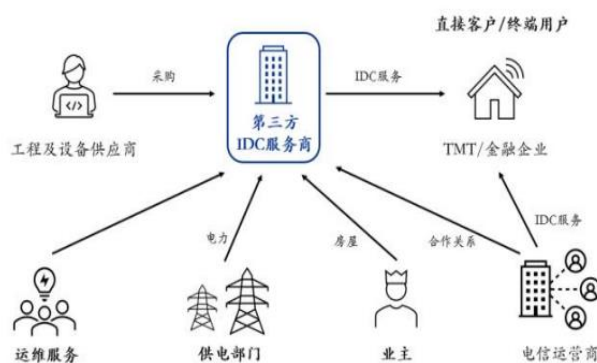 直接客户/终端用户
采购
IDC服务
第三方
IDC服务商
工程及设备供应商
TMT/金融企业
电力
房屋
合作关系
IDC服务
运维服务
供电部门
业主
电信运营商